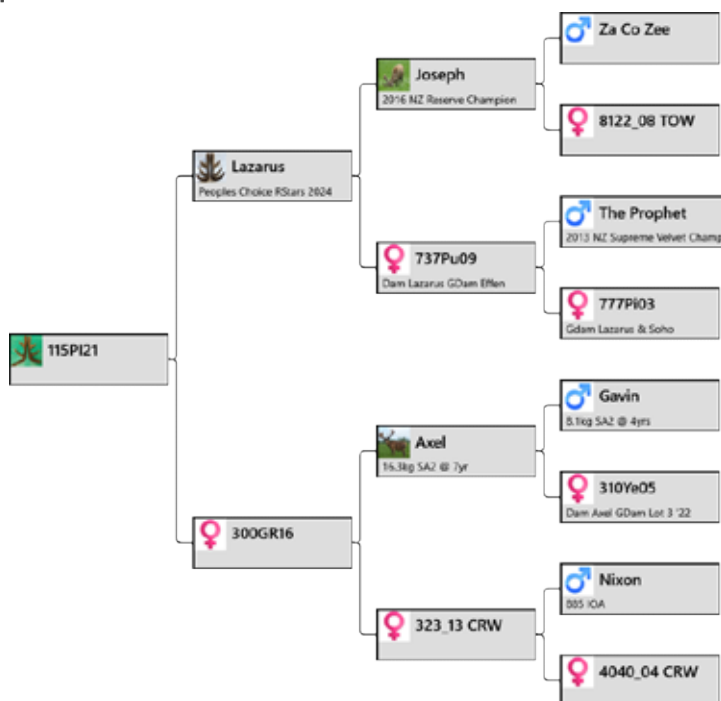 Za Co Zee
Joseph
2016 NZ Reserve Champion
8122_08 TOW
Lazarus
Peoples Choice RStars 2024
The Prophet
2013 NZ Supreme Velvet Champ
737Pu09
Dam Lazarus GDam Effen
777Pi03
Gdam Lazarus & Soho
115PI21
Gavin
8.1kg SA2 @ 4yrs
Axel
16.3kg SA2 @ 7yr
310Ye05
Dam Axel GDam Lot 3 '22
300GR16
Nixon
885 IOA
323_13 CRW
4040_04 CRW